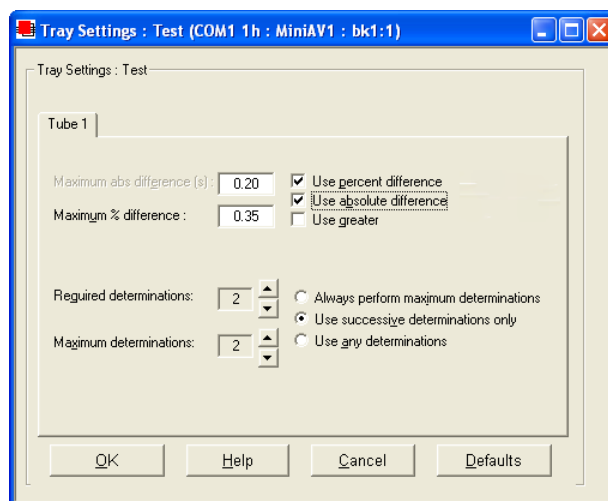 Tray Settings : Test (COM1 1h : MiniAV1 : bk1:1)
Tray Settings : Test
Tube 1
Maximum abs difference (s) : 0.20 Use percent difference
Use absolute difference
Maximum % difference : 0.35 Use greater
Required determinations: 2 Always perform maximum determinations
Use successive determinations only
Maximum determinations: 2 Use any determinations
OK Help Cancel Defaults